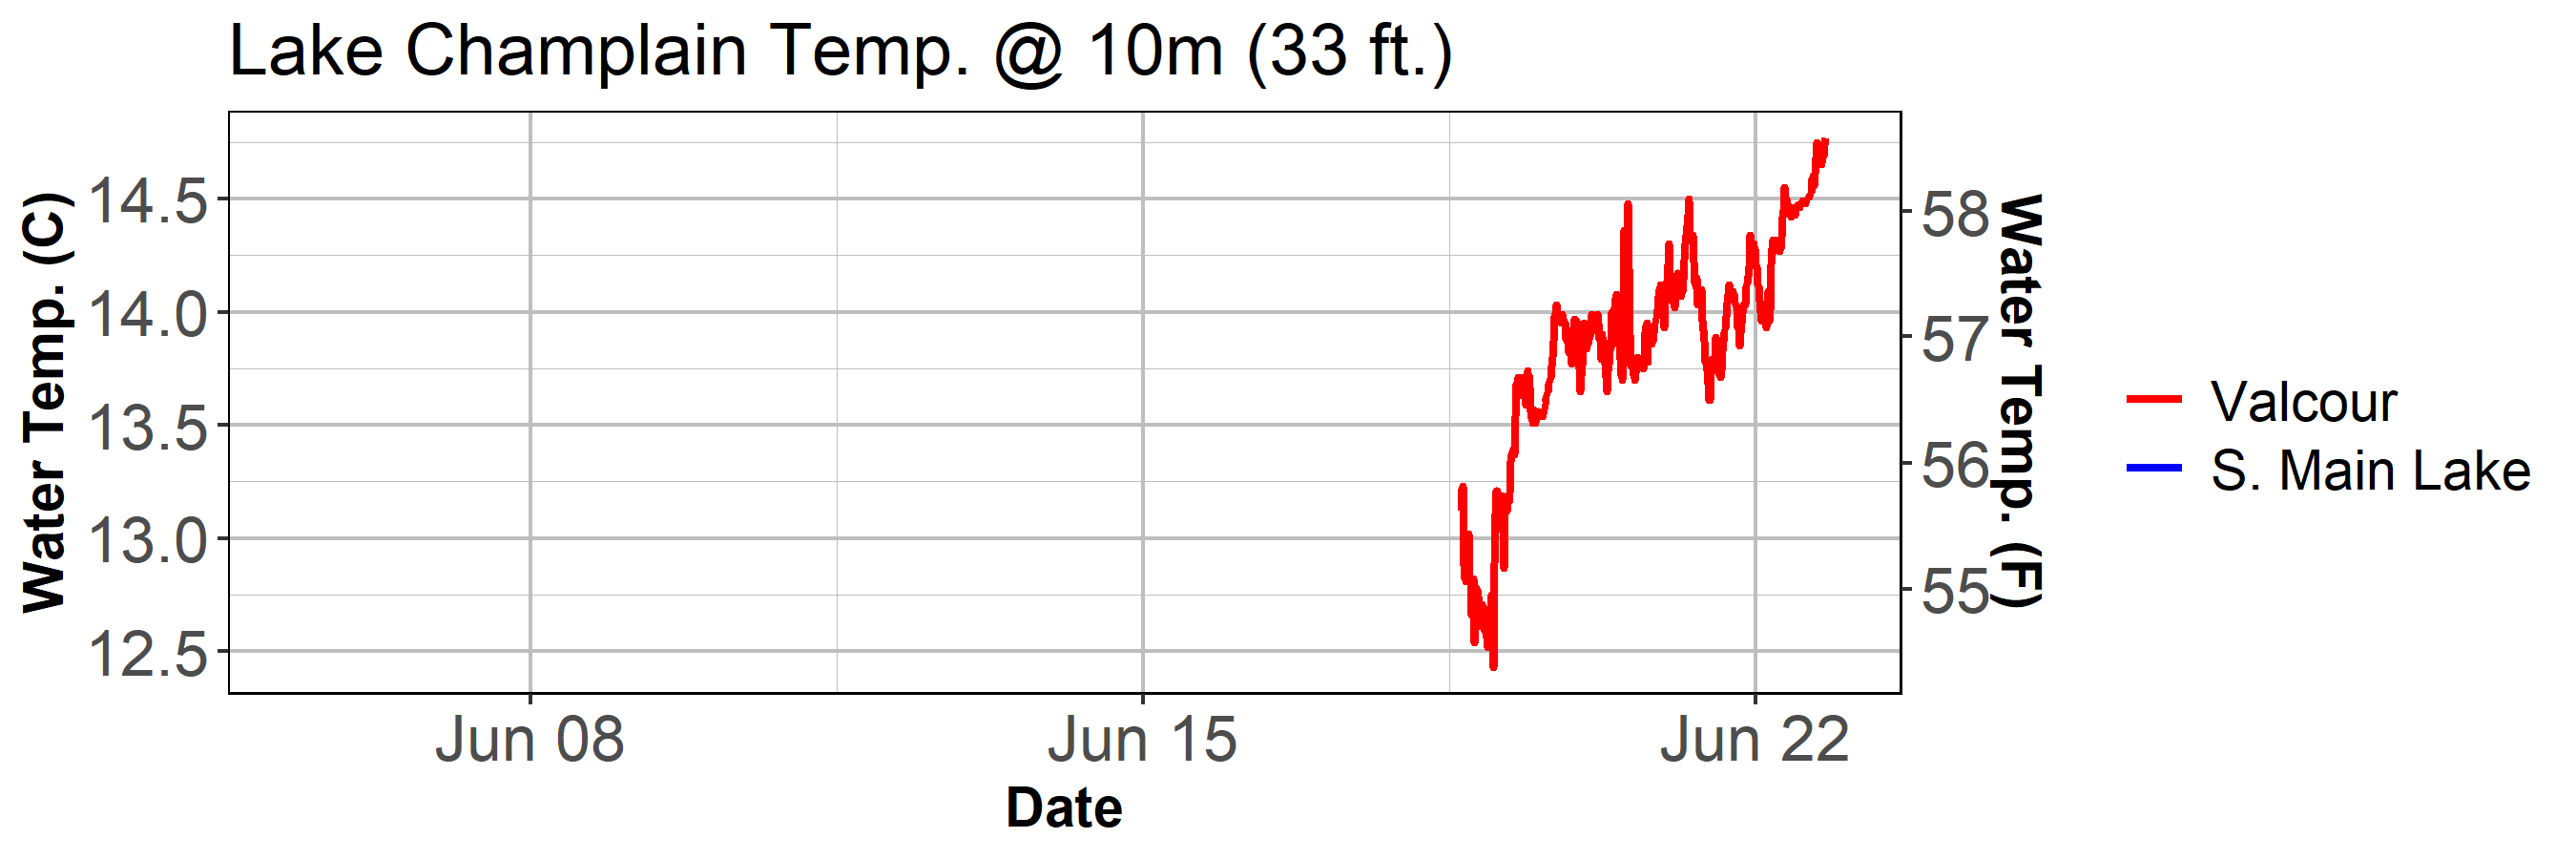 Lake Champlain Temp. @ 10m (33 ft.)
Water Temp. (C)
14.5
14.0
13.5
13.0
12.5
58
57
56
55
Water Temp. (F)
Jun 08
Jun 15
Jun 22
Date
Valcour
S. Main Lake